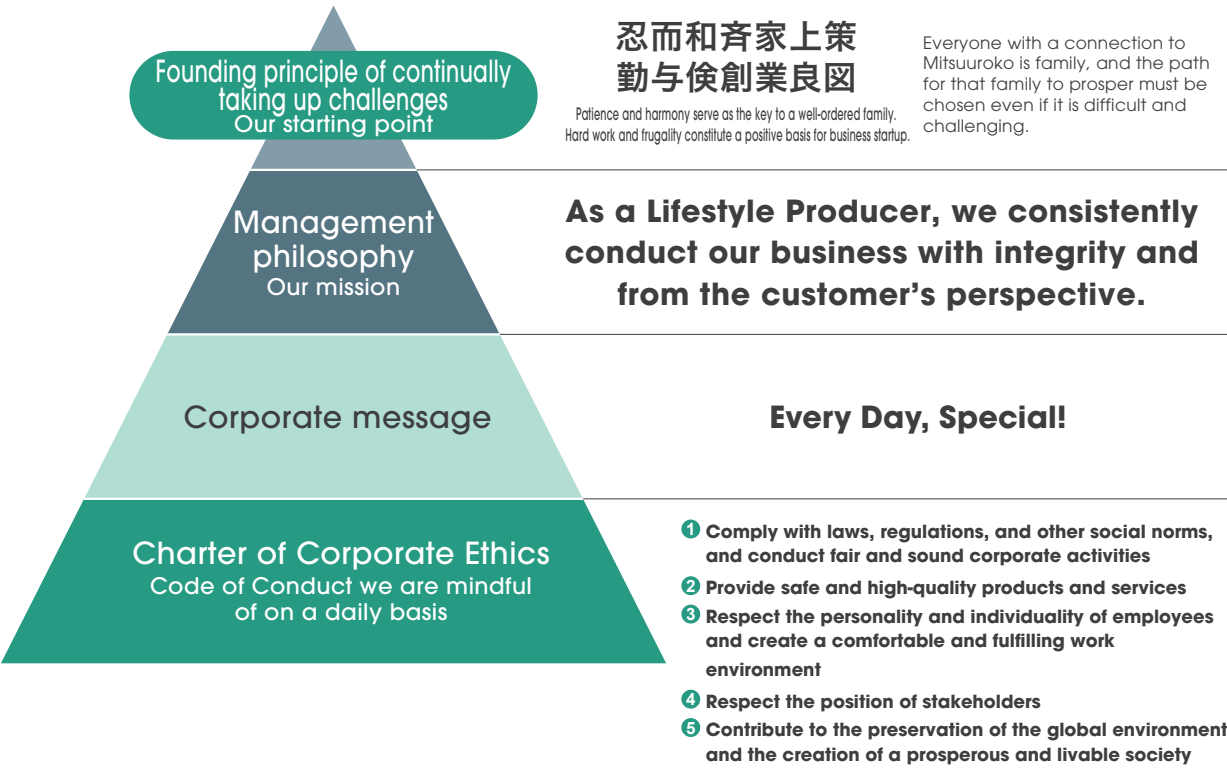 Founding principle of continually
taking up challenges
Our starting point
忍而和斉家上策
勤与倹創業良図
Patience and harmony serve as the key to a well-ordered family.
Hard work and frugality constitute a positive basis for business startup.
Everyone with a connection to
Mitsuuroko is family, and the path
for that family to prosper must be
chosen even if it is difficult and
challenging.
Management
philosophy
Our mission
As a Lifestyle Producer, we consistently
conduct our business with integrity and
from the customer’s perspective.
Corporate message
Every Day, Special!
Charter of Corporate Ethics
Code of Conduct we are mindful
of on a daily basis
1 Comply with laws, regulations, and other social norms,
and conduct fair and sound corporate activities
2 Provide safe and high-quality products and services
3 Respect the personality and individuality of employees
and create a comfortable and fulfilling work
environment
4 Respect the position of stakeholders
5 Contribute to the preservation of the global environment
and the creation of a prosperous and livable society